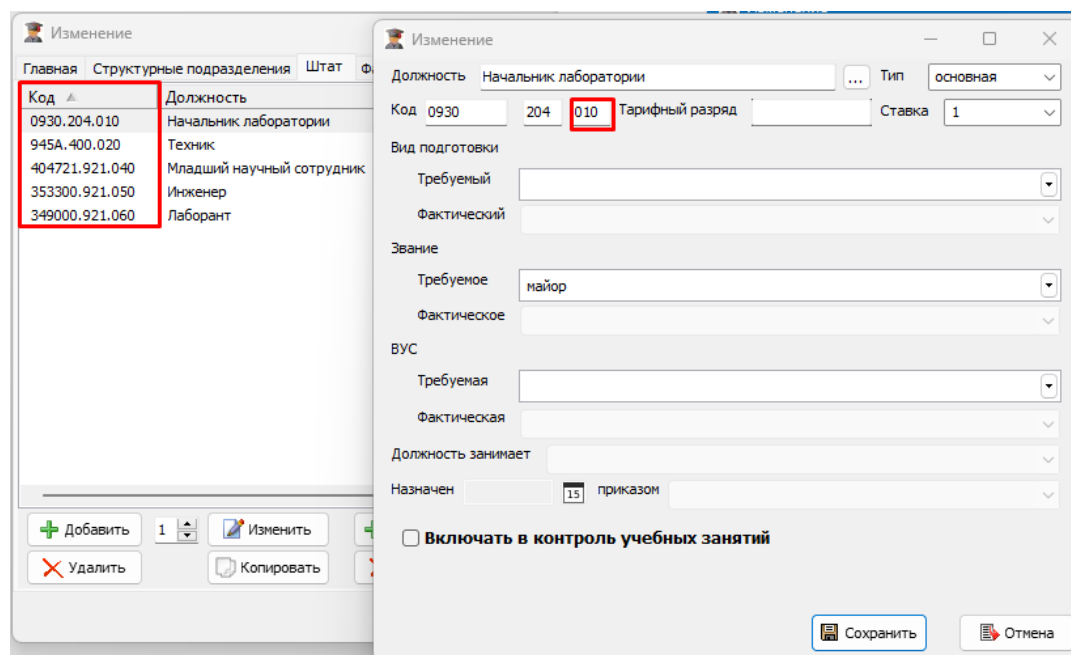 Изменение
Главная Структурные подразделения Штат
Код Должность
0930.204.010 Начальник лаборатории
945А.400.020 Техник
404721.921.040 Младший научный сотрудник
353300.921.050 Инженер
349000.921.060 Лаборант
Добавить 1 Изменить
Удалить Копировать
Изменение
Должность Начальник лаборатории ... Тип основная
Код 0930 204 010 Тарифный разряд Ставка 1
Вид подготовки
Требуемый
Фактический
Звание
Требуемое майор
Фактическое
ВУС
Требуемая
Фактическая
Должность занимает
Назначен 15 приказом
Включать в контроль учебных занятий
Сохранить Отмена